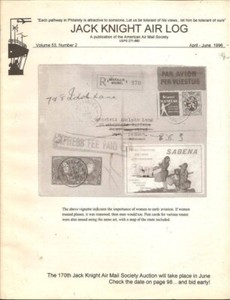 "Each pathway in Philately is attractive to someone. Let us be tolerant of his views. let him be tolerant of ours"
JACK KNIGHT AIR LOG
A publication of the American Air Mail Society
Volume 53, Number 2
April - June 1996
R
PAR AVION
PER VLIEGTUIG
EXPRESS FEE PAID
SABENA
The above vignette indicates the importance of women to early aviation. If women
trusted planes, it was reasoned, then men would too. Post cards for various routes
were also issued using the same art, with a map of the route included.
The 170th Jack Knight Air Mail Society Auction will take place in June
Check the date on page 98... and bid early!